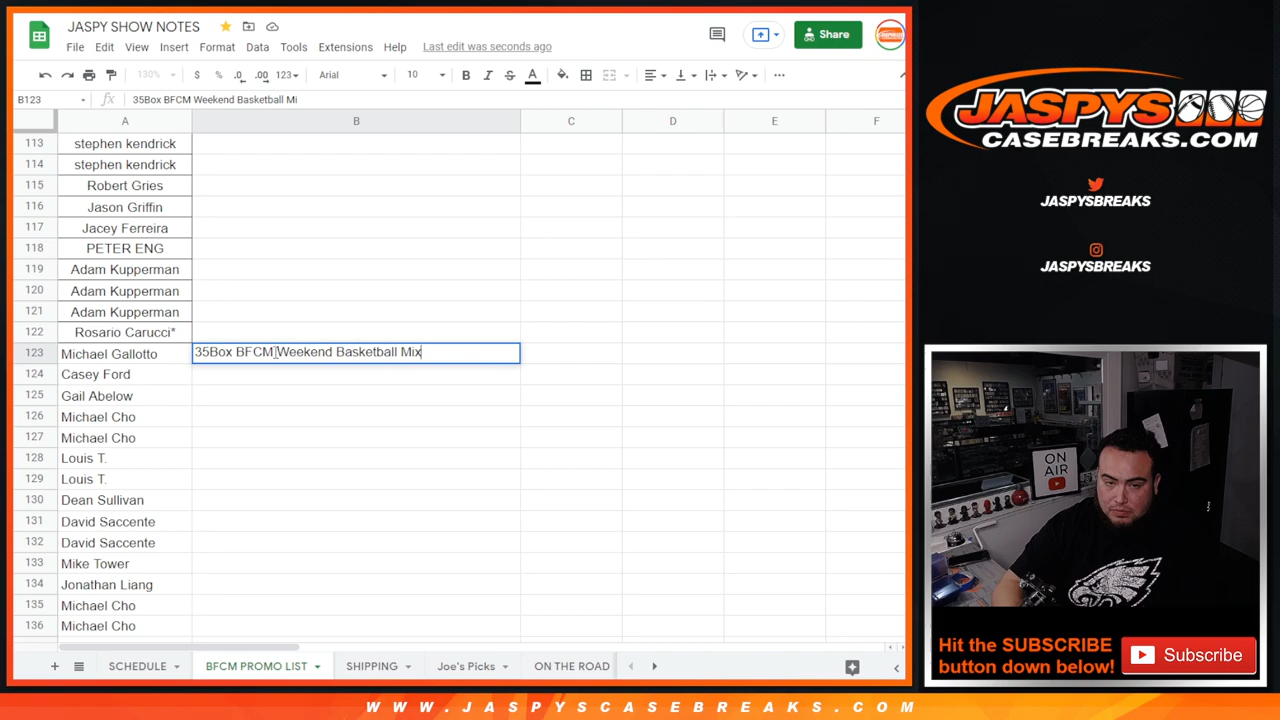 JASPY SHOW NOTES
File Edit View Insert Format Data Tools Extensions Help Last edit was seconds ago
Share
130% $ % .0 .00 123 Arial 10 B I S A
B123 fx 35Box BFCM Weekend Basketball Mi
A B C D E F
113 stephen kendrick
114 stephen kendrick
115 Robert Gries
116 Jason Griffin
117 Jacey Ferreira
118 PETER ENG
119 Adam Kupperman
120 Adam Kupperman
121 Adam Kupperman
122 Rosario Carucci*
123 Michael Gallotto 35Box BFCM Weekend Basketball Mix
124 Casey Ford
125 Gail Abelow
126 Michael Cho
127 Michael Cho
128 Louis T.
129 Louis T.
130 Dean Sullivan
131 David Saccente
132 David Saccente
133 Mike Tower
134 Jonathan Liang
135 Michael Cho
136 Michael Cho
SCHEDULE BFCM PROMO LIST SHIPPING Joe's Picks ON THE ROAD
JASPYS
CASEBREAKS.COM
JASPYSBREAKS
JASPYSBREAKS
ON
AIR
Hit the SUBSCRIBE
button down below!
Subscribe
WWW.JASPYSCASEBREAKS.COM